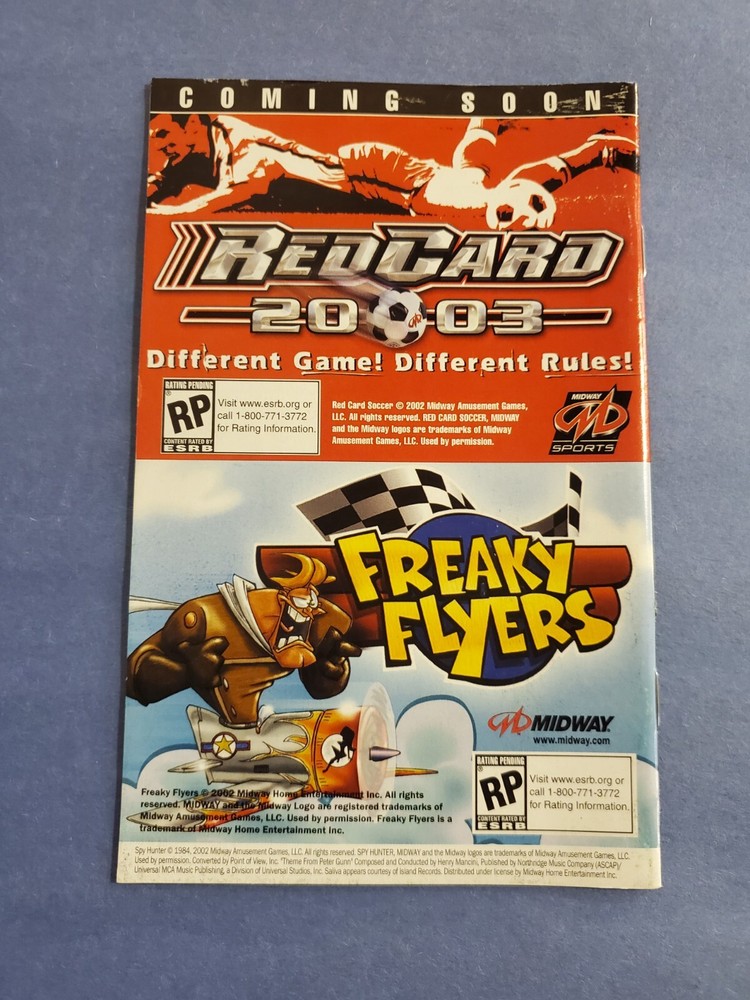 COMING SOON
REDCARD
20 03
Different Game! Different Rules!
RATING PENDING
RP
CONTENT RATED BY
ESRB
Visit www.esrb.org or
call 1-800-771-3772
for Rating Information.
Red Card Soccer © 2002 Midway Amusement Games,
LLC. All rights reserved. RED CARD SOCCER, MIDWAY
and the Midway logos are trademarks of Midway
Amusement Games, LLC. Used by permission.
MIDWAY
SPORTS
FREAKY
FLYERS
MIDWAY
www.midway.com
RATING PENDING
RP
CONTENT RATED BY
ESRB
Visit www.esrb.org or
call 1-800-771-3772
for Rating Information.
Freaky Flyers © 2002 Midway Home Entertainment Inc. All rights
reserved. MIDWAY and the Midway Logo are registered trademarks of
Midway Amusement Games, LLC. Used by permission. Freaky Flyers is a
trademark of Midway Home Entertainment Inc.
Spy Hunter © 1984, 2002 Midway Amusement Games, LLC. All rights reserved. SPY HUNTER, MIDWAY and the Midway logo are trademarks of Midway Amusement Games, LLC.
Used by permission. Converted by Point of View, Inc. "Theme From Peter Gunn" Composed and Conducted by Henry Mancini, Published by Northridge Music Company (ASCAP)/
Universal MCA Music Publishing, a Division of Universal Studios, Inc. Saliva appears courtesy of Island Records. Distributed under license by Midway Home Entertainment Inc.